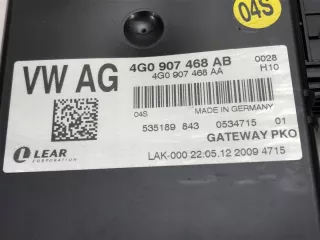 04S
VW AG
4G0 907 468 AB 0028
4G0 907 468 AA H10
04S MADE IN GERMANY
535189 843 0534715 01
GATEWAY PKO
LEAR
CORPORATION
LAK-000 22.05.12 2009 4715